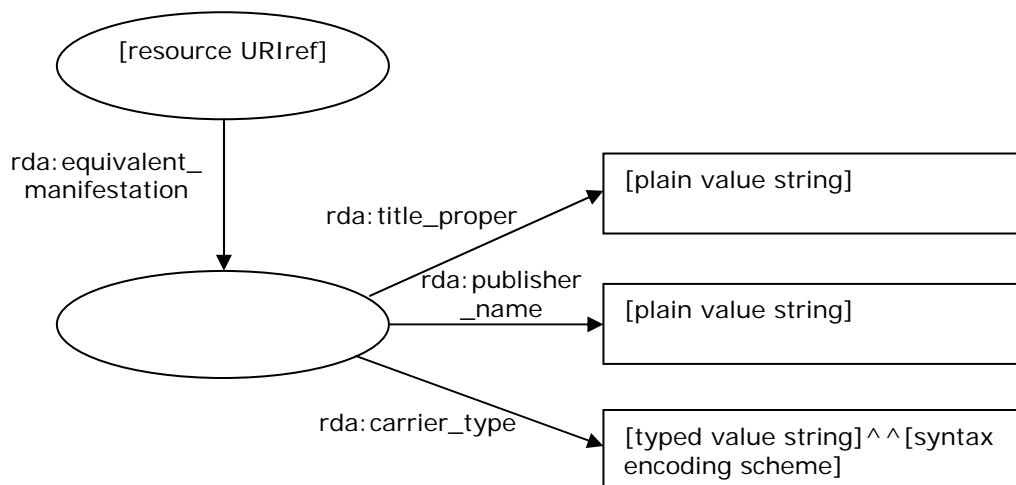 [resource URIref]
rda:equivalent_
manifestation
[plain value string]
rda:title_proper
rda:publisher
_name
[plain value string]
rda:carrier_type
[typed value string]^^[syntax
encoding scheme]